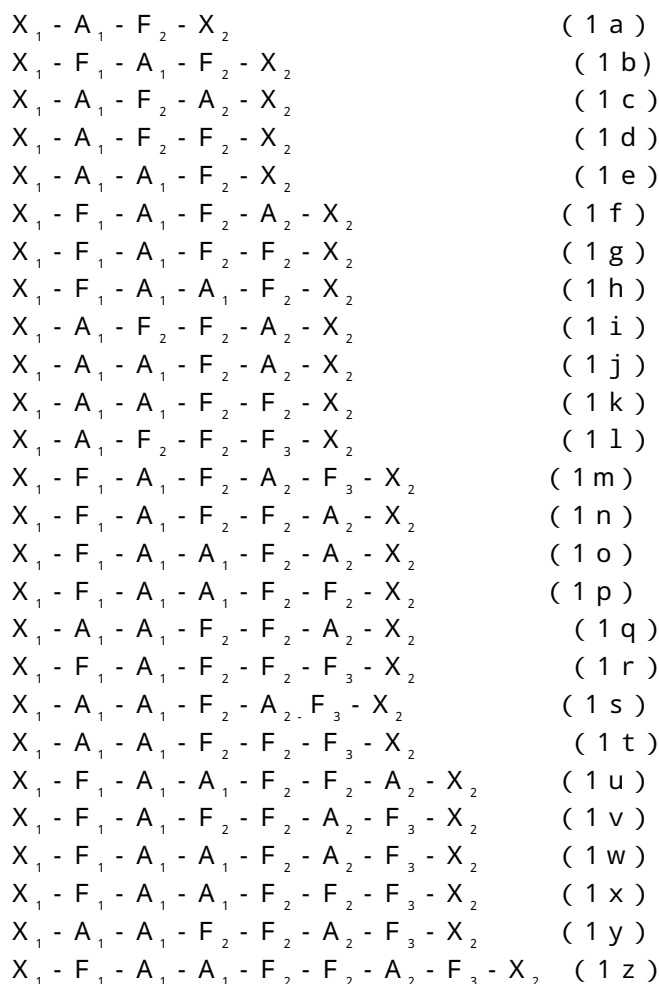 X₁-A₁-F₂-X₂ (1a)
X₁-F₁-A₁-F₂-X₂ (1b)
X₁-A₁-F₂-A₂-X₂ (1c)
X₁-A₁-F₂-F₂-X₂ (1d)
X₁-A₁-A₁-F₂-X₂ (1e)
X₁-F₁-A₁-F₂-A₂-X₂ (1f)
X₁-F₁-A₁-F₂-F₂-X₂ (1g)
X₁-F₁-A₁-A₁-F₂-X₂ (1h)
X₁-A₁-F₂-F₂-A₂-X₂ (1i)
X₁-A₁-A₁-F₂-A₂-X₂ (1j)
X₁-A₁-A₁-F₂-F₂-X₂ (1k)
X₁-A₁-F₂-F₂-F₃-X₂ (1l)
X₁-F₁-A₁-F₂-A₂-F₃-X₂ (1m)
X₁-F₁-A₁-F₂-F₂-A₂-X₂ (1n)
X₁-F₁-A₁-A₁-F₂-A₂-X₂ (1o)
X₁-F₁-A₁-A₁-F₂-F₂-X₂ (1p)
X₁-A₁-A₁-F₂-F₂-A₂-X₂ (1q)
X₁-F₁-A₁-F₂-F₂-F₃-X₂ (1r)
X₁-A₁-A₁-F₂-A₂-F₃-X₂ (1s)
X₁-A₁-A₁-F₂-F₂-F₃-X₂ (1t)
X₁-F₁-A₁-A₁-F₂-F₂-A₂-X₂ (1u)
X₁-F₁-A₁-F₂-F₂-A₂-F₃-X₂ (1v)
X₁-F₁-A₁-A₁-F₂-A₂-F₃-X₂ (1w)
X₁-F₁-A₁-A₁-F₂-F₂-F₃-X₂ (1x)
X₁-A₁-A₁-F₂-F₂-A₂-F₃-X₂ (1y)
X₁-F₁-A₁-A₁-F₂-F₂-A₂-F₃-X₂ (1z)